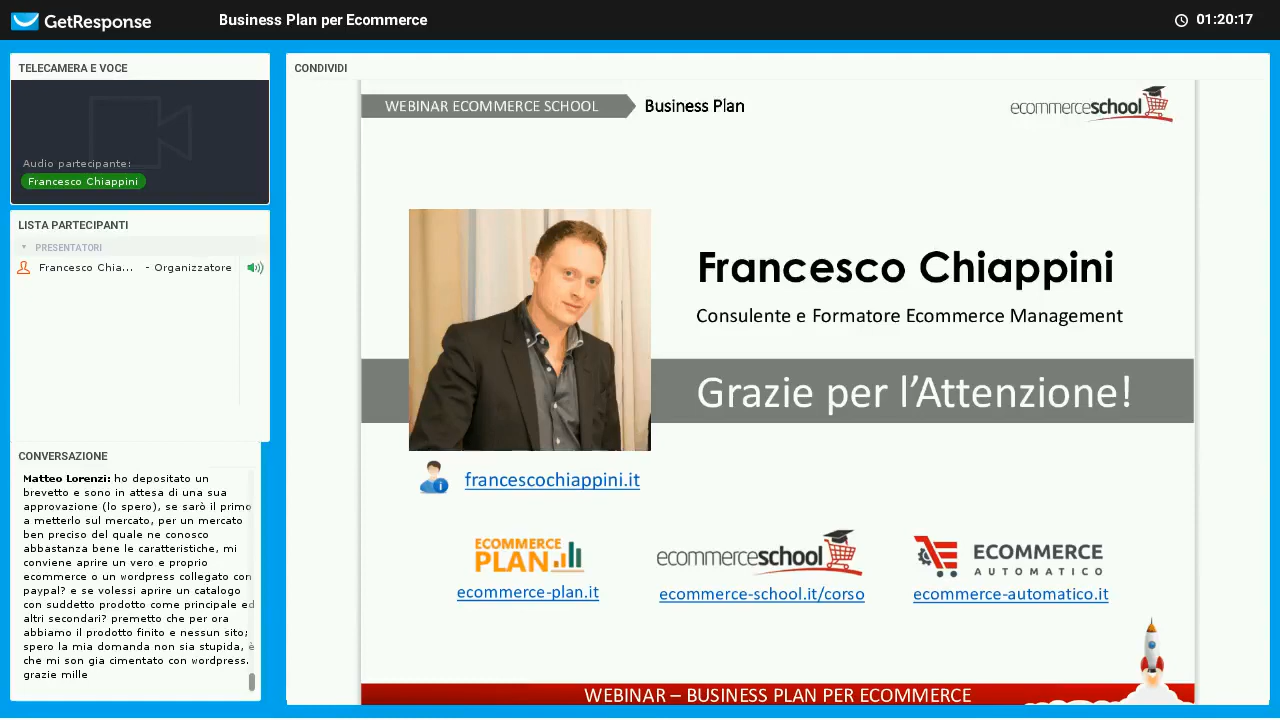 GetResponse
Business Plan per Ecommerce
01:20:17
TELECAMERA E VOCE
Audio partecipante:
Francesco Chiappini
LISTA PARTECIPANTI
PRESENTATORI
Francesco Chia... - Organizzatore
CONVERSAZIONE
Matteo Lorenzi: ho depositato un
brevetto e sono in attesa di una sua
approvazione (lo spero), se sarò il primo
a metterlo sul mercato, per un mercato
ben preciso del quale ne conosco
abbastanza bene le caratteristiche, mi
conviene aprire un vero e proprio
ecommerce o un wordpress collegato con
paypal? e se volessi aprire un catalogo
con suddetto prodotto come principale ed
altri secondari? premetto che per ora
abbiamo il prodotto finito e nessun sito;
spero la mia domanda non sia stupida, è
che mi son gia cimentato con wordpress.
grazie mille
CONDIVIDI
WEBINAR ECOMMERCE SCHOOL
Business Plan
ecommerceschool
Francesco Chiappini
Consulente e Formatore Ecommerce Management
Grazie per l'Attenzione!
francescochiappini.it
ECOMMERCE
PLAN
ecommerce-plan.it
ecommerceschool
ecommerce-school.it/corso
ECOMMERCE
AUTOMATICO
ecommerce-automatico.it
WEBINAR – BUSINESS PLAN PER ECOMMERCE